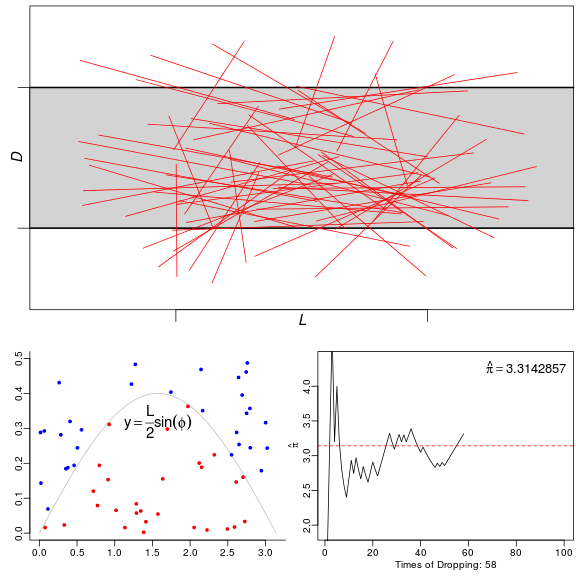 D
L
0.0 0.1 0.2 0.3 0.4 0.5
y = L/2 sin(ϕ)
0.0 0.5 1.0 1.5 2.0 2.5 3.0
π̂ = 3.3142857
π̂
2.0 2.5 3.0 3.5 4.0
0 20 40 60 80 100
Times of Dropping: 58